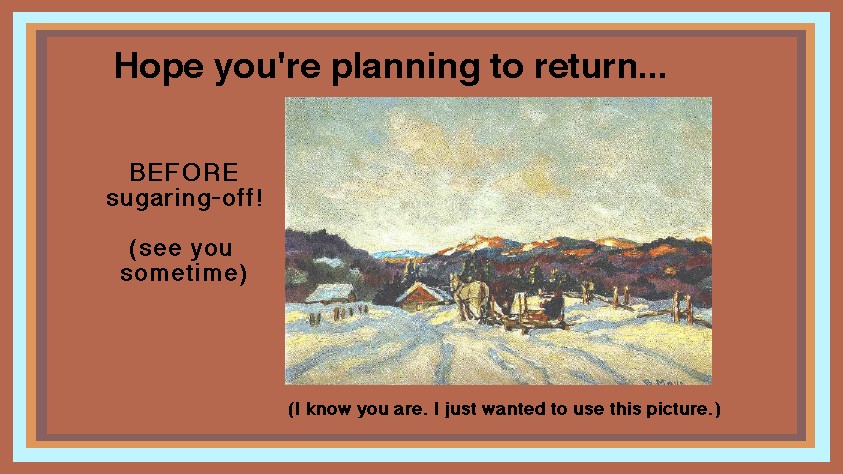 Hope you're planning to return...
BEFORE
sugaring-off!
(see you
sometime)
(I know you are. I just wanted to use this picture.)